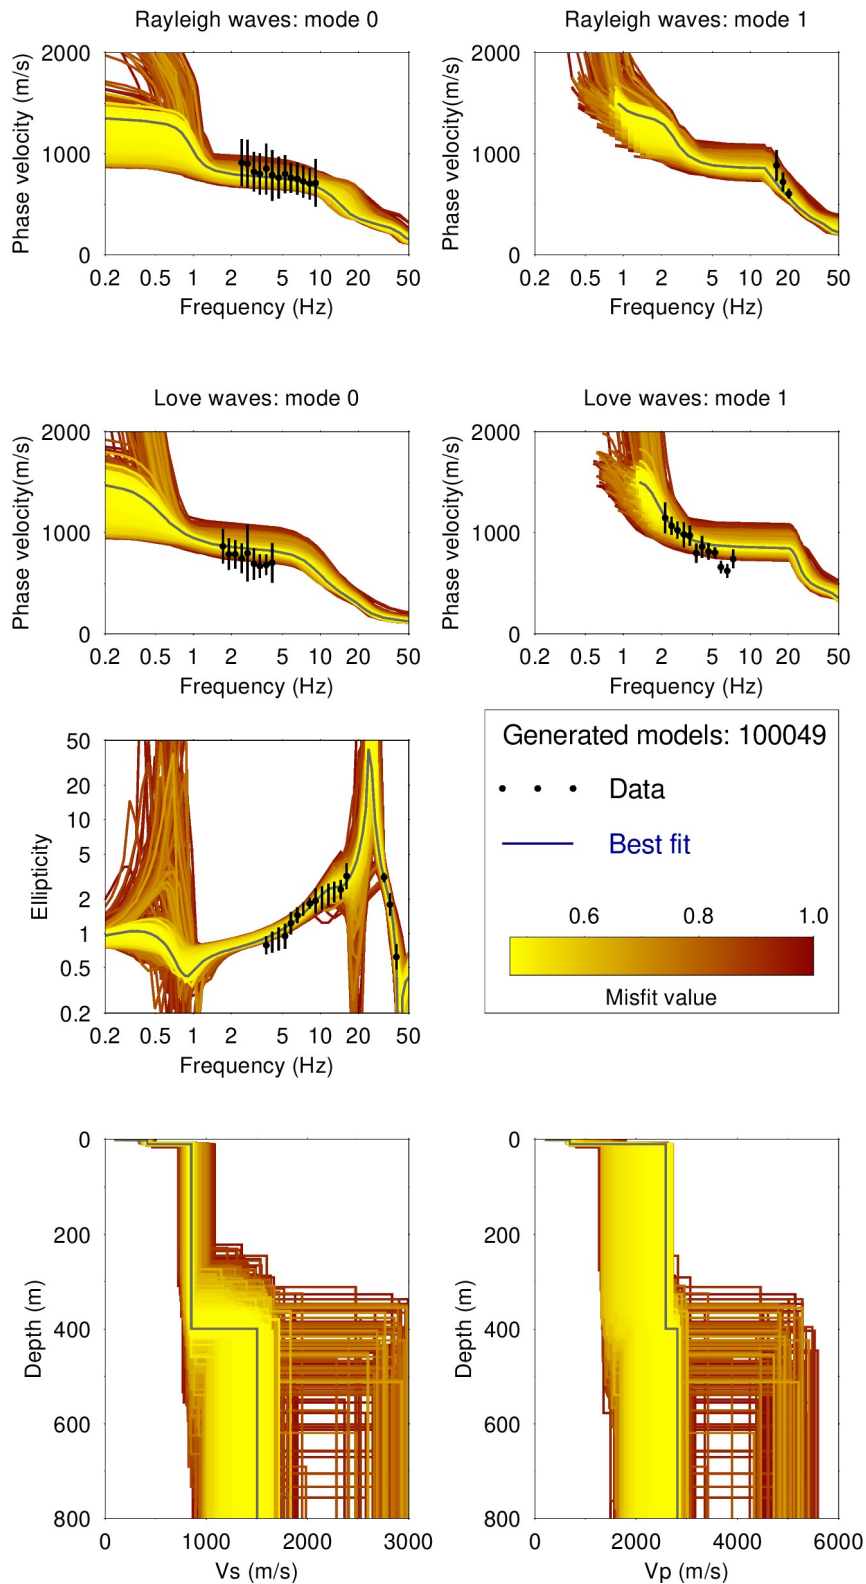 Rayleigh waves: mode 0
Rayleigh waves: mode 1
Phase velocity (m/s)
2000
1000
0
0.2 0.5 1 2 5 10 20 50
Frequency (Hz)
Phase velocity(m/s)
2000
1000
0
0.2 0.5 1 2 5 10 20 50
Frequency (Hz)
Love waves: mode 0
Love waves: mode 1
Phase velocity(m/s)
2000
1000
0
0.2 0.5 1 2 5 10 20 50
Frequency (Hz)
Phase velocity(m/s)
2000
1000
0
0.2 0.5 1 2 5 10 20 50
Frequency (Hz)
Ellipticity
50
20
10
5
2
1
0.5
0.2
0.2 0.5 1 2 5 10 20 50
Frequency (Hz)
Generated models: 100049
Data
Best fit
0.6 0.8 1.0
Misfit value
Depth (m)
0
200
400
600
800
0 1000 2000 3000
Vs (m/s)
Depth (m)
0
200
400
600
800
0 2000 4000 6000
Vp (m/s)